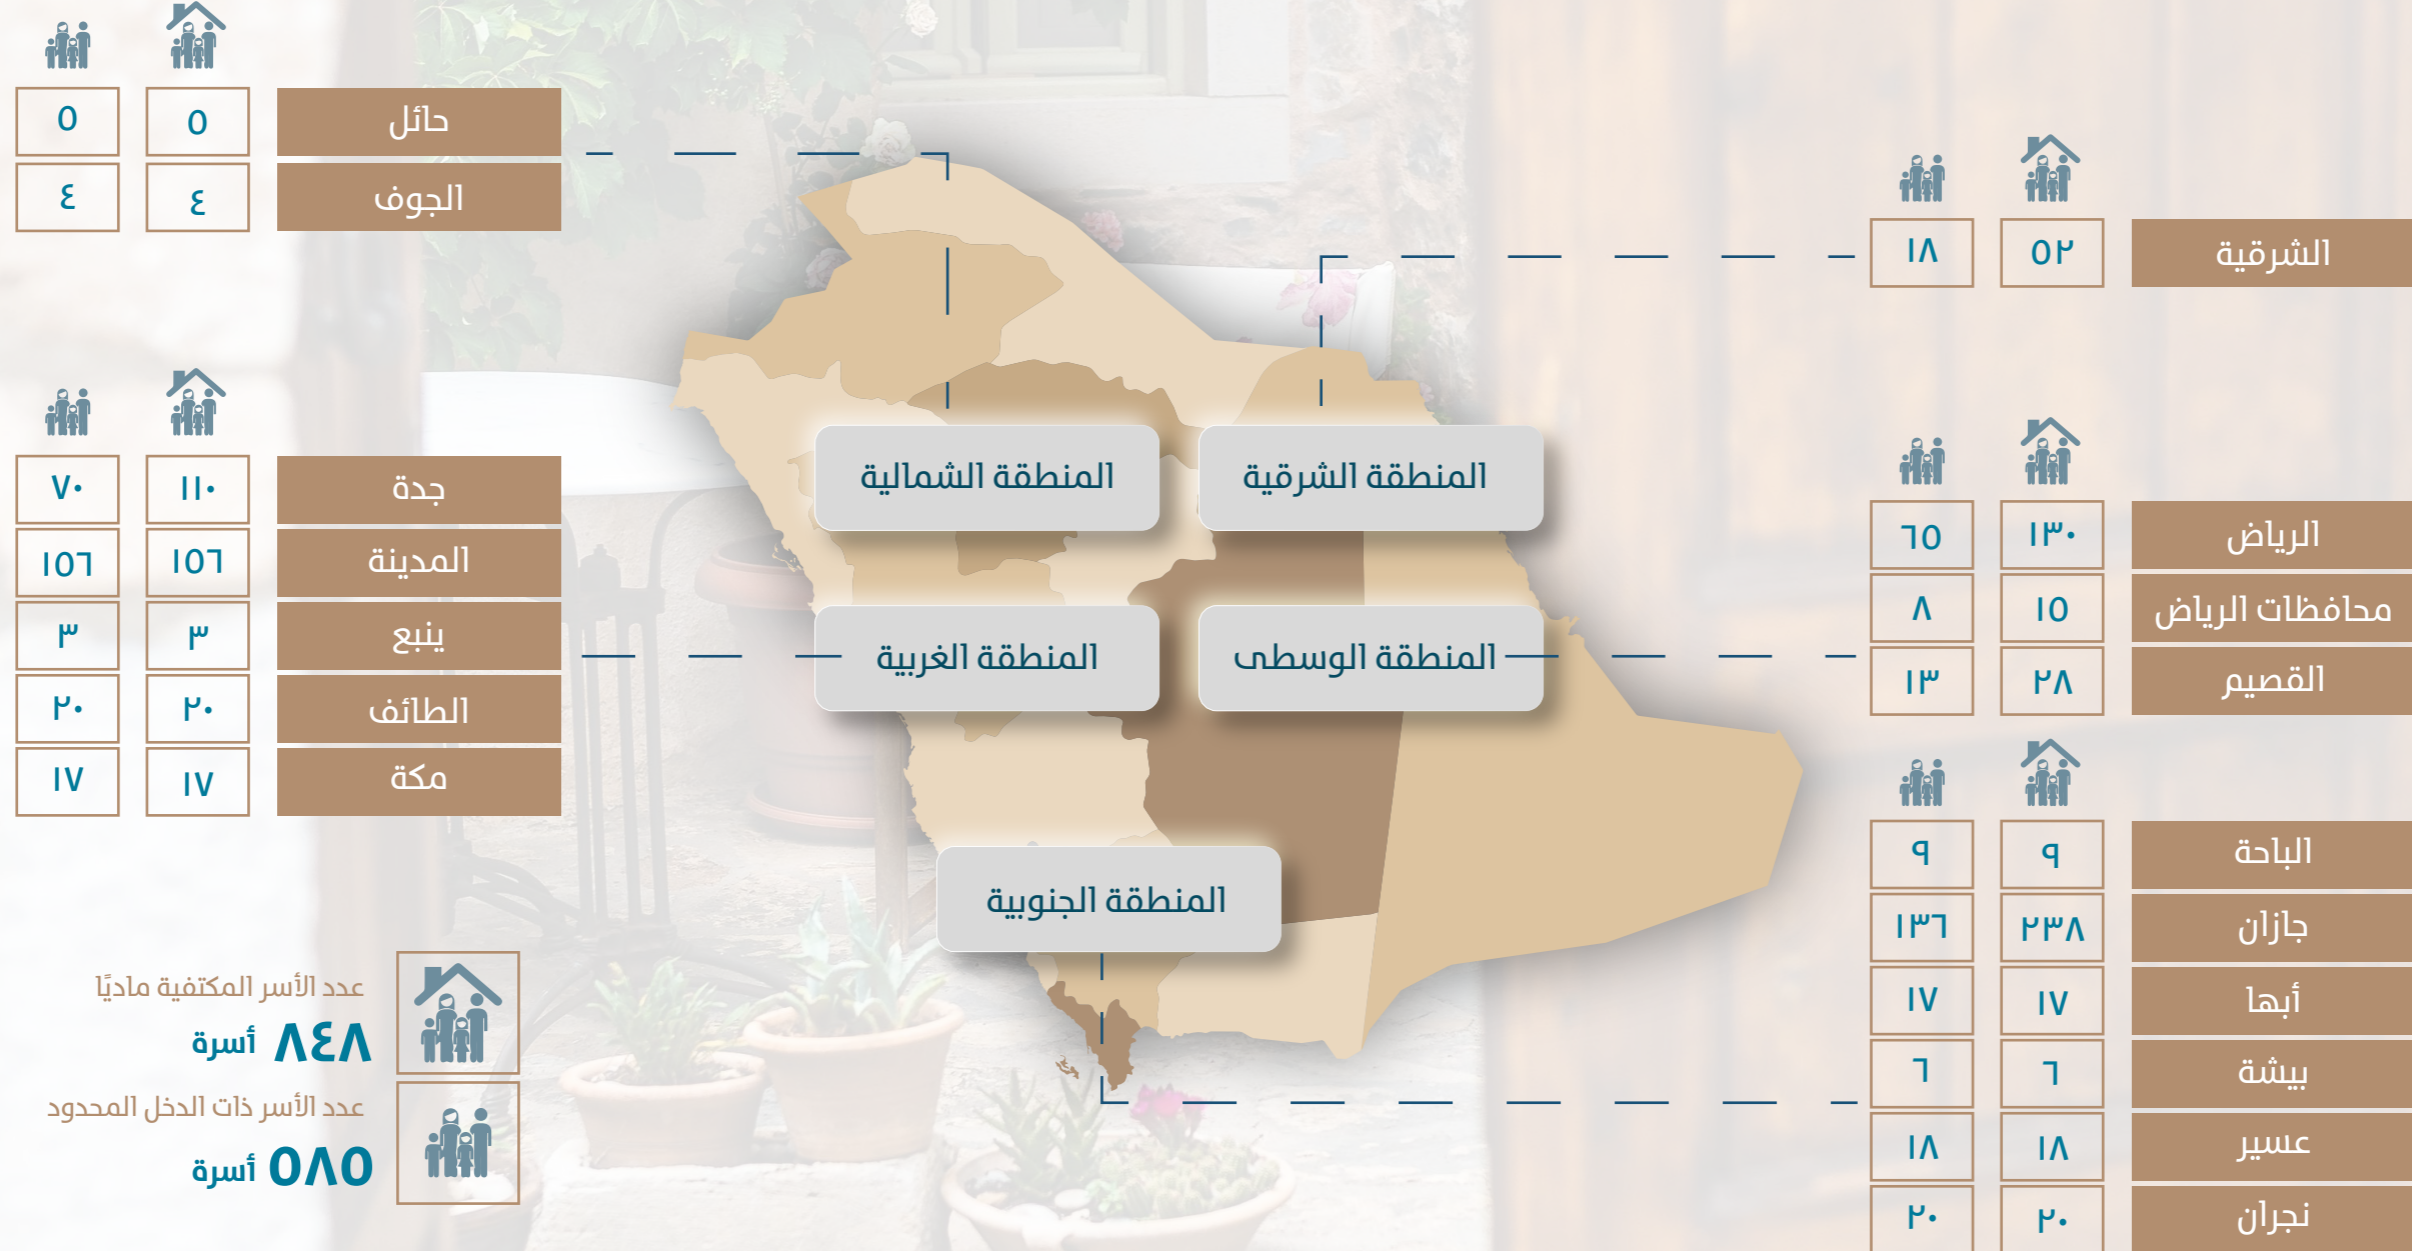 الشرقية ٥٢ ١٨
الرياض ١٣٠ ٦٥
محافظات الرياض ١٥ ٨
القصيم ٢٨ ١٣
الباحة ٩ ٩
جازان ٢٣٨ ١٣٦
أبها ١٧ ١٧
بيشة ٦ ٦
عسير ١٨ ١٨
نجران ٢٠ ٢٠
المنطقة الشرقية
المنطقة الشمالية
المنطقة الوسطى
المنطقة الغربية
المنطقة الجنوبية
حائل ٥ ٥
الجوف ٤ ٤
جدة ١١٠ ٧٠
المدينة ١٥٦ ١٥٦
ينبع ٣ ٣
الطائف ٢٠ ٢٠
مكة ١٧ ١٧
عدد الأسر المكتفية ماديًا
٨٤٨ أسرة
عدد الأسر ذات الدخل المحدود
٥٨٥ أسرة